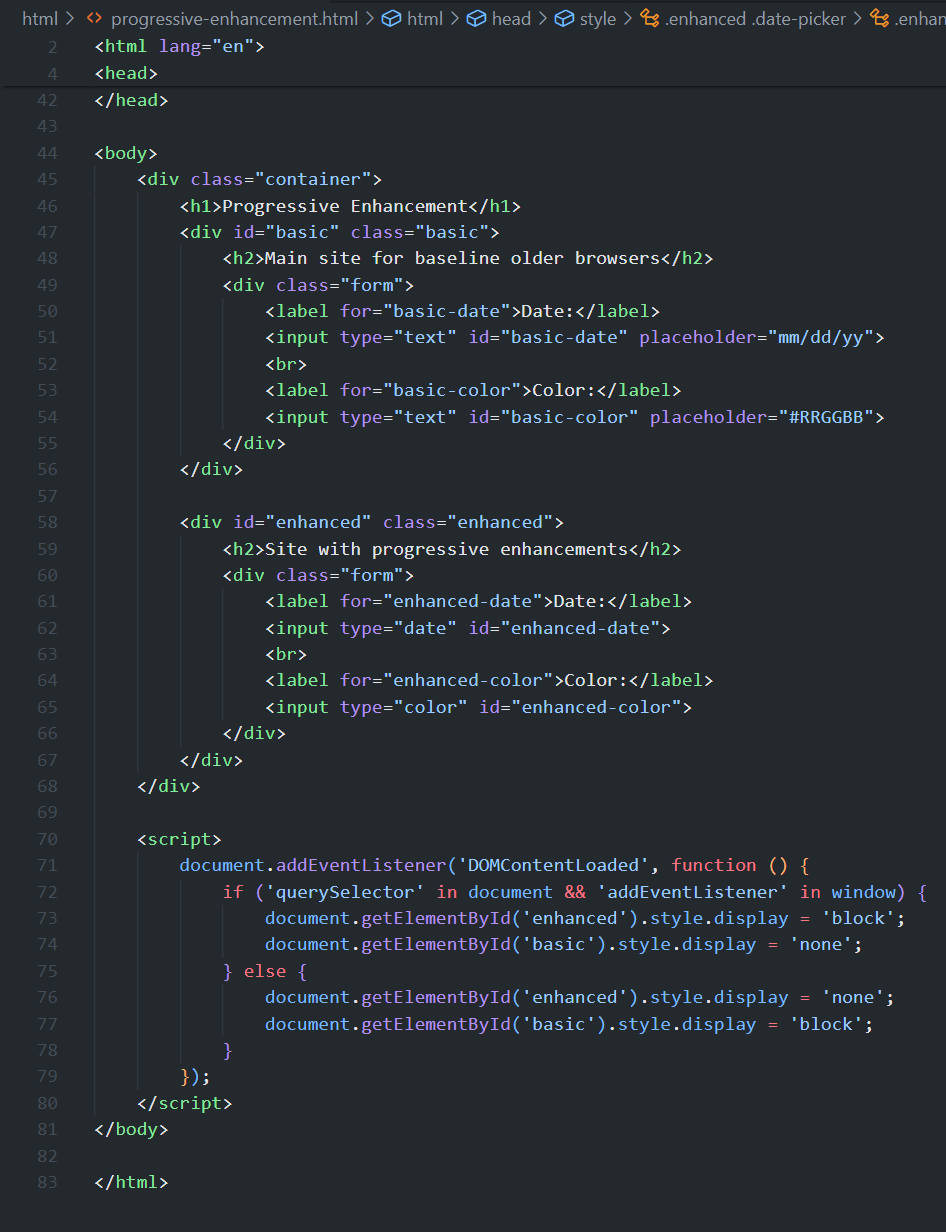 html > <> progressive-enhancement.html > html > head > style > .enhanced .date-picker > .enhan
2 <html lang="en">
4 <head>
42 </head>
43
44 <body>
45 <div class="container">
46 <h1>Progressive Enhancement</h1>
47 <div id="basic" class="basic">
48 <h2>Main site for baseline older browsers</h2>
49 <div class="form">
50 <label for="basic-date">Date:</label>
51 <input type="text" id="basic-date" placeholder="mm/dd/yy">
52 <br>
53 <label for="basic-color">Color:</label>
54 <input type="text" id="basic-color" placeholder="#RRGGBB">
55 </div>
56 </div>
57
58 <div id="enhanced" class="enhanced">
59 <h2>Site with progressive enhancements</h2>
60 <div class="form">
61 <label for="enhanced-date">Date:</label>
62 <input type="date" id="enhanced-date">
63 <br>
64 <label for="enhanced-color">Color:</label>
65 <input type="color" id="enhanced-color">
66 </div>
67 </div>
68 </div>
69
70 <script>
71 document.addEventListener('DOMContentLoaded', function () {
72 if ('querySelector' in document && 'addEventListener' in window) {
73 document.getElementById('enhanced').style.display = 'block';
74 document.getElementById('basic').style.display = 'none';
75 } else {
76 document.getElementById('enhanced').style.display = 'none';
77 document.getElementById('basic').style.display = 'block';
78 }
79 });
80 </script>
81 </body>
82
83 </html>